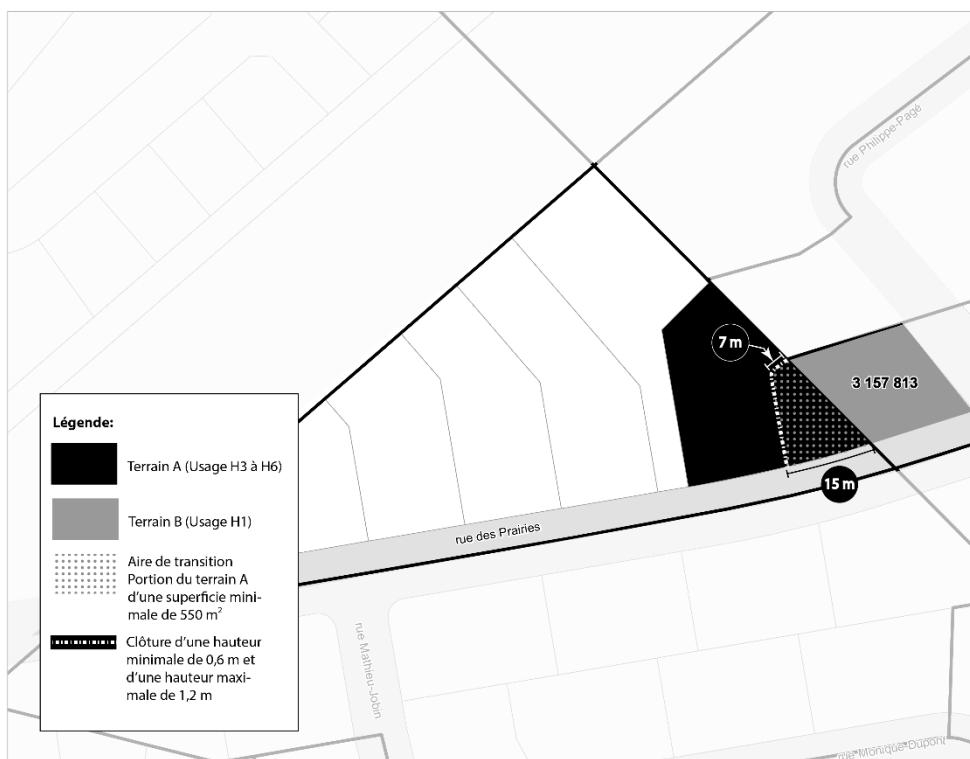 rue Philippe-Pagé
7 m
3 157 813
15 m
rue des Prairies
rue Mathieu-Jobin
rue Monique-Dupont
Légende:
Terrain A (Usage H3 à H6)
Terrain B (Usage H1)
Aire de transition
Portion du terrain A
d'une superficie mini-
male de 550 m²
Clôture d'une hauteur
minimale de 0,6 m et
d'une hauteur maxi-
male de 1,2 m